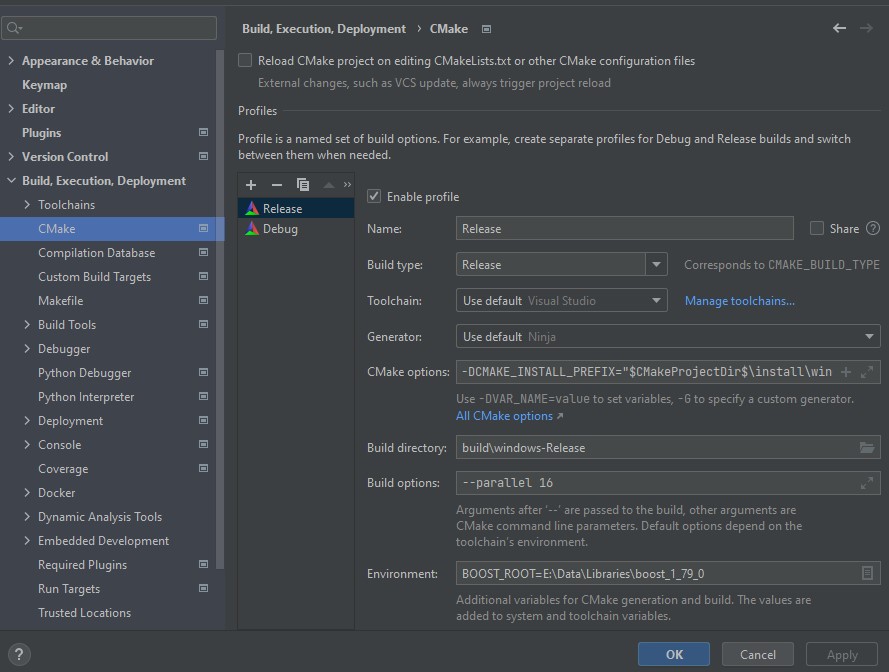 Appearance & Behavior
Keymap
Editor
Plugins
Version Control
Build, Execution, Deployment
Toolchains
CMake
Compilation Database
Custom Build Targets
Makefile
Build Tools
Debugger
Python Debugger
Python Interpreter
Deployment
Console
Coverage
Docker
Dynamic Analysis Tools
Embedded Development
Required Plugins
Run Targets
Trusted Locations
?
Build, Execution, Deployment › CMake
Reload CMake project on editing CMakeLists.txt or other CMake configuration files
External changes, such as VCS update, always trigger project reload
Profiles
Profile is a named set of build options. For example, create separate profiles for Debug and Release builds and switch
between them when needed.
Release
Debug
Enable profile
Name: Release Share ?
Build type: Release Corresponds to CMAKE_BUILD_TYPE
Toolchain: Use default Visual Studio Manage toolchains...
Generator: Use default Ninja
CMake options: -DCMAKE_INSTALL_PREFIX="$CMakeProjectDir$\install\win
Use -DVAR_NAME=value to set variables, -G to specify a custom generator.
All CMake options ↗
Build directory: build\windows-Release
Build options: --parallel 16
Arguments after '--' are passed to the build, other arguments are
CMake command line parameters. Default options depend on the
toolchain's environment.
Environment: BOOST_ROOT=E:\Data\Libraries\boost_1_79_0
Additional variables for CMake generation and build. The values are
added to system and toolchain variables.
OK Cancel Apply